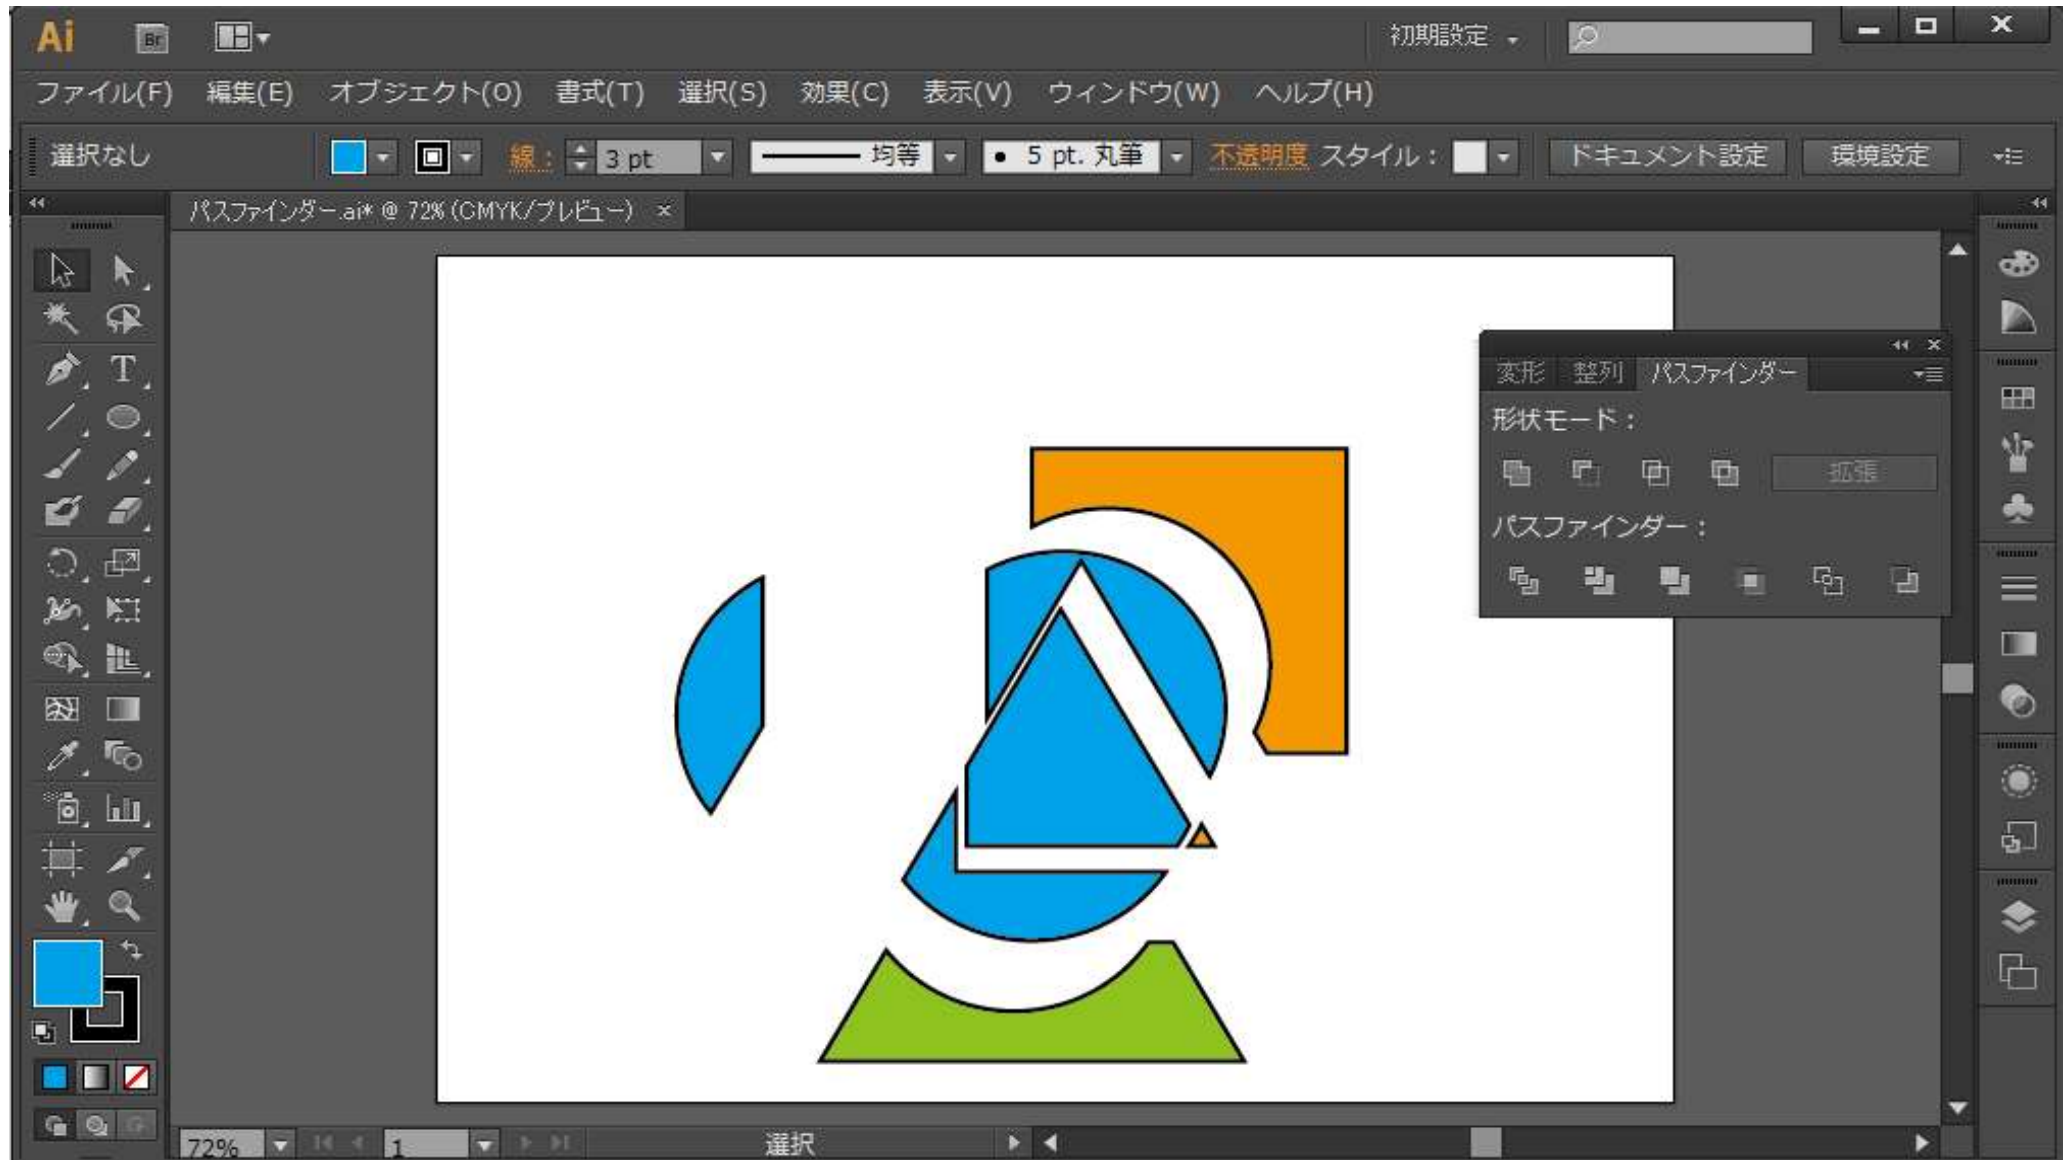 Ai Br 初期設定
ファイル(F) 編集(E) オブジェクト(O) 書式(T) 選択(S) 効果(C) 表示(V) ウィンドウ(W) ヘルプ(H)
選択なし 線: 3 pt 均等 5 pt. 丸筆 不透明度 スタイル: ドキュメント設定 環境設定
パスファインダー.ai* @ 72% (CMYK/プレビュー) ×
変形 整列 パスファインダー
形状モード:
拡張
パスファインダー:
T
72% 1 選択